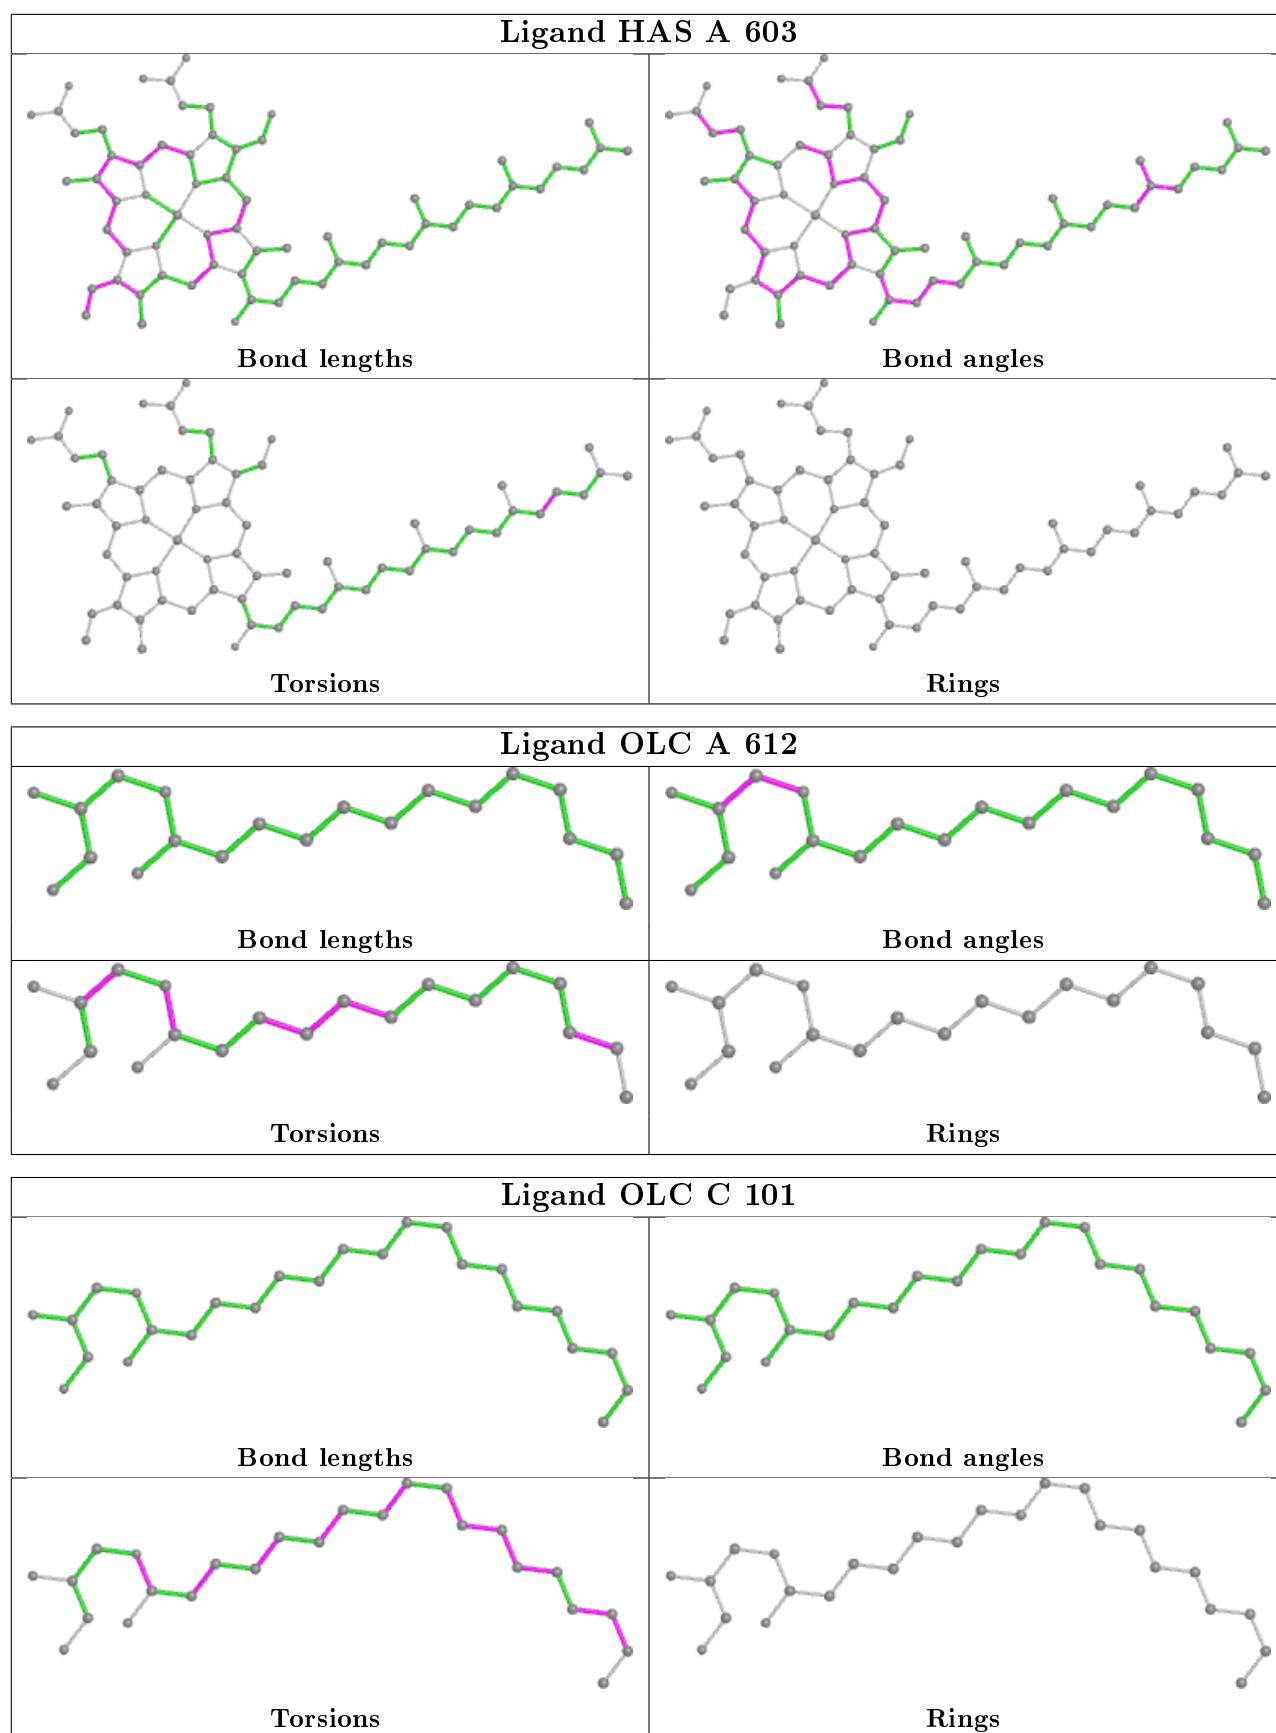 Ligand HAS A 603
Bond lengths
Bond angles
Torsions
Rings
Ligand OLC A 612
Bond lengths
Bond angles
Torsions
Rings
Ligand OLC C 101
Bond lengths
Bond angles
Torsions
Rings